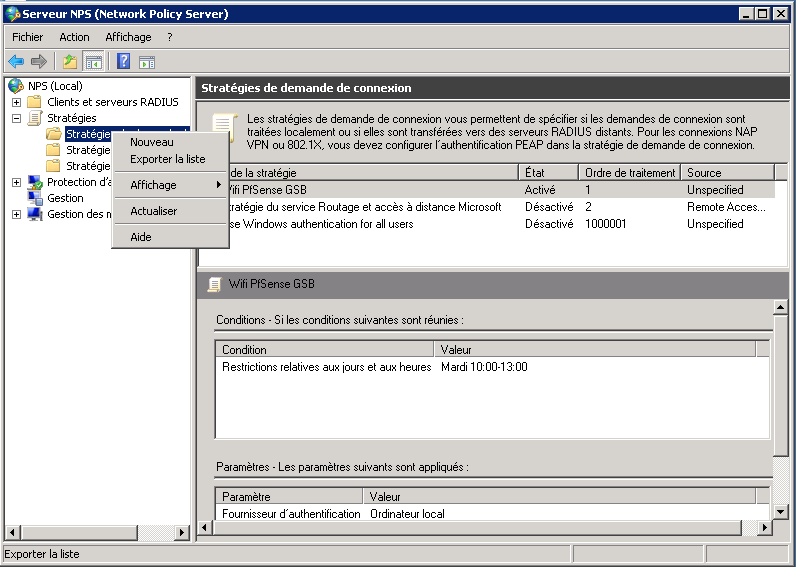 Serveur NPS (Network Policy Server)
Fichier Action Affichage ?
NPS (Local)
Clients et serveurs RADIUS
Stratégies
Stratégie
Stratégie
Stratégie
Protection d'a
Gestion
Gestion des
Nouveau
Exporter la liste
Affichage
Actualiser
Aide
Stratégies de demande de connexion
Les stratégies de demande de connexion vous permettent de spécifier si les demandes de connexion sont
traitées localement ou si elles sont transférées vers des serveurs RADIUS distants. Pour les connexions NAP
VPN ou 802.1X, vous devez configurer l'authentification PEAP dans la stratégie de demande de connexion.
de la stratégie État Ordre de traitement Source
Wifi PfSense GSB Activé 1 Unspecified
tratégie du service Routage et accès à distance Microsoft Désactivé 2 Remote Acces...
se Windows authentication for all users Désactivé 1000001 Unspecified
Wifi PfSense GSB
Conditions - Si les conditions suivantes sont réunies :
Condition Valeur
Restrictions relatives aux jours et aux heures Mardi 10:00-13:00
Paramètres - Les paramètres suivants sont appliqués :
Paramètre Valeur
Fournisseur d'authentification Ordinateur local
Exporter la liste